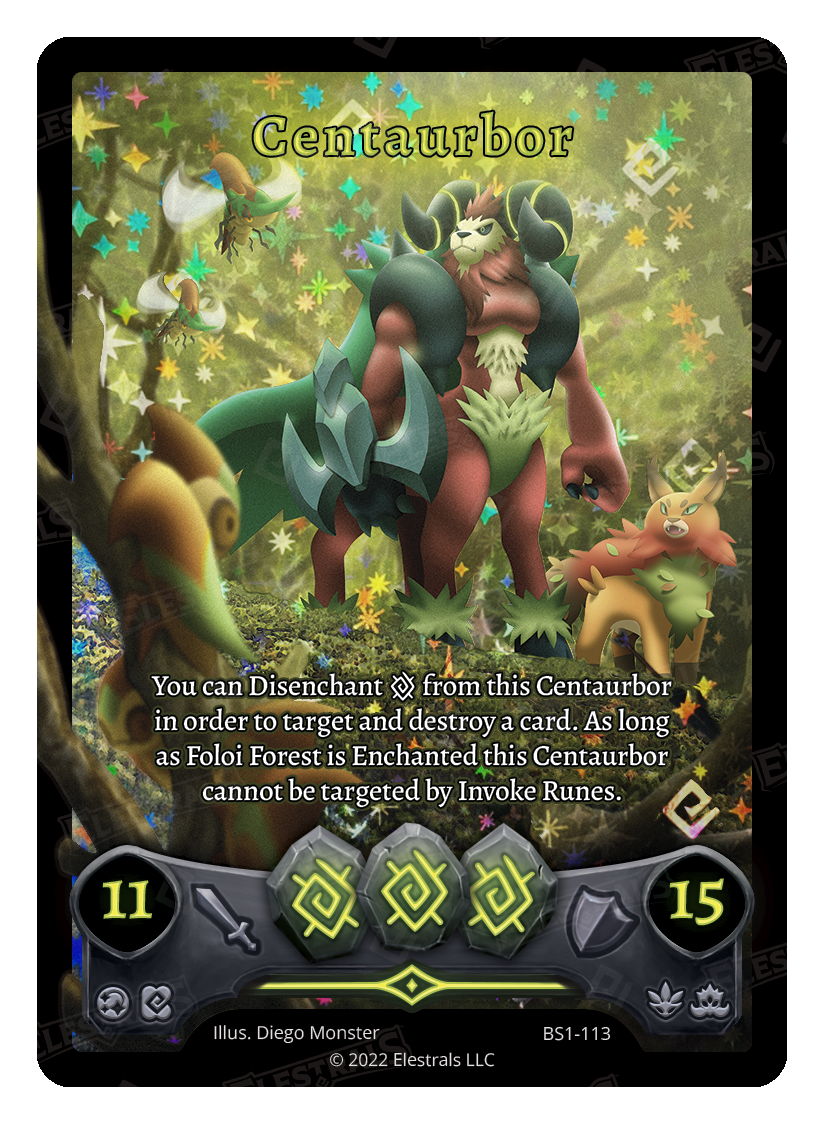 Centaurbor
You can Disenchant from this Centaurbor
in order to target and destroy a card. As long
as Foloi Forest is Enchanted this Centaurbor
cannot be targeted by Invoke Runes.
11
15
Illus. Diego Monster
BS1-113
© 2022 Elestrals LLC